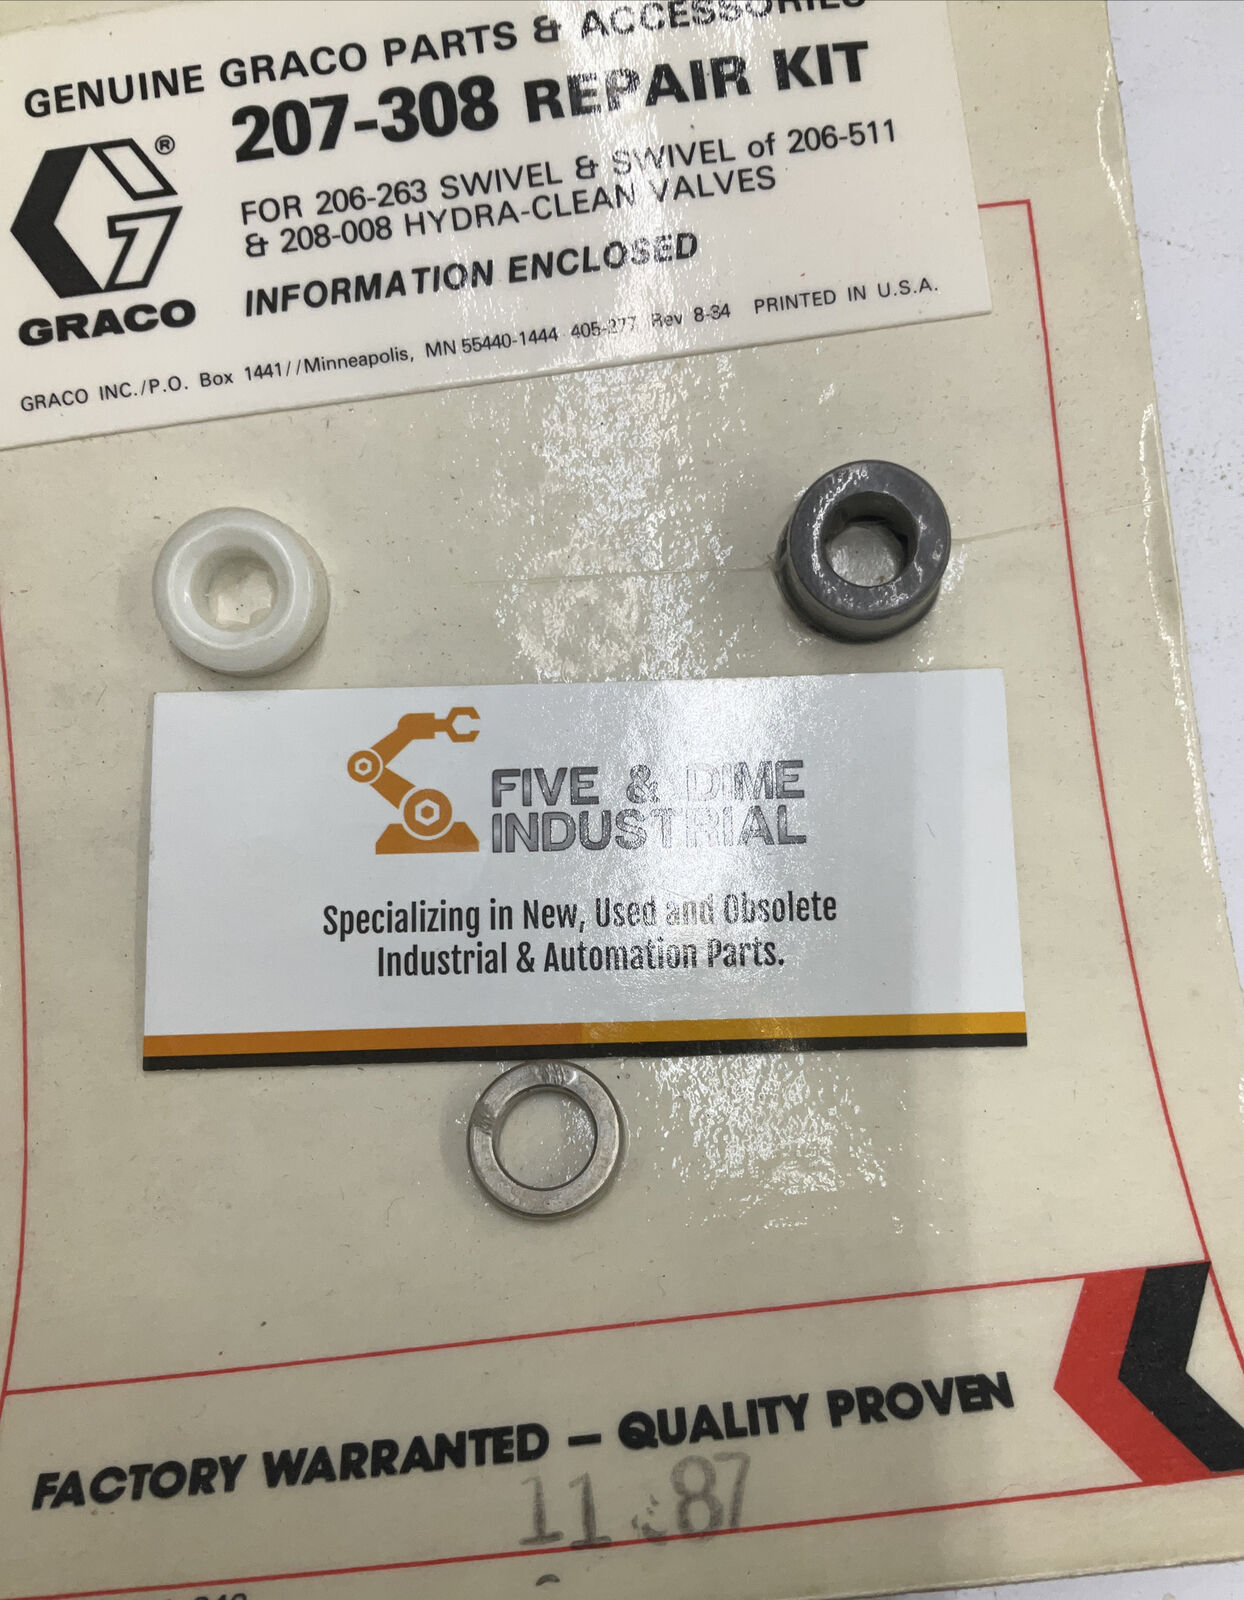 GENUINE GRACO PARTS & ACCESSORIES
207-308 REPAIR KIT
FOR 206-263 SWIVEL & SWIVEL of 206-511
& 208-008 HYDRA-CLEAN VALVES
INFORMATION ENCLOSED
®
GRACO
GRACO INC./P.O. Box 1441//Minneapolis, MN 55440-1444 405-277 Rev 8-84 PRINTED IN U.S.A.
FIVE & DIME
INDUSTRIAL
Specializing in New, Used and Obsolete
Industrial & Automation Parts.
FACTORY WARRANTED — QUALITY PROVEN
11 87